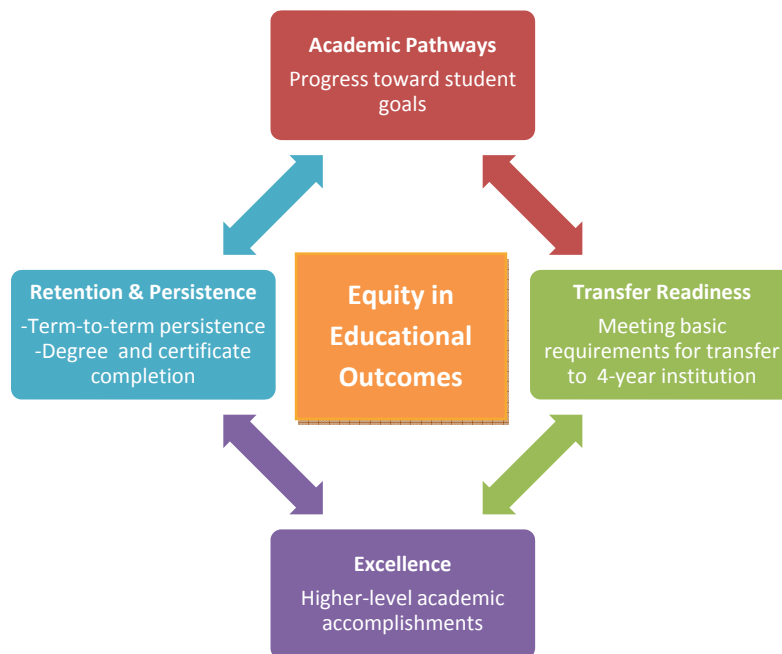 Academic Pathways
Progress toward student
goals
Retention & Persistence
-Term-to-term persistence
-Degree and certificate
completion
Equity in
Educational
Outcomes
Transfer Readiness
Meeting basic
requirements for transfer
to 4-year institution
Excellence
Higher-level academic
accomplishments